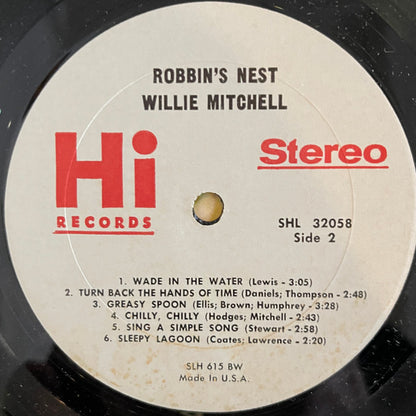 ROBBIN'S NEST
WILLIE MITCHELL
Hi
RECORDS
Stereo
SHL 32058
Side 2
1. WADE IN THE WATER (Lewis - 3:05)
2. TURN BACK THE HANDS OF TIME (Daniels; Thompson - 2:48)
3. GREASY SPOON (Ellis; Brown; Humphrey - 3:28)
4. CHILLY, CHILLY (Hodges; Mitchell - 2:43)
5. SING A SIMPLE SONG (Stewart - 2:58)
6. SLEEPY LAGOON (Coates; Lawrence - 2:20)
SLH 615 BW
Made In U.S.A.